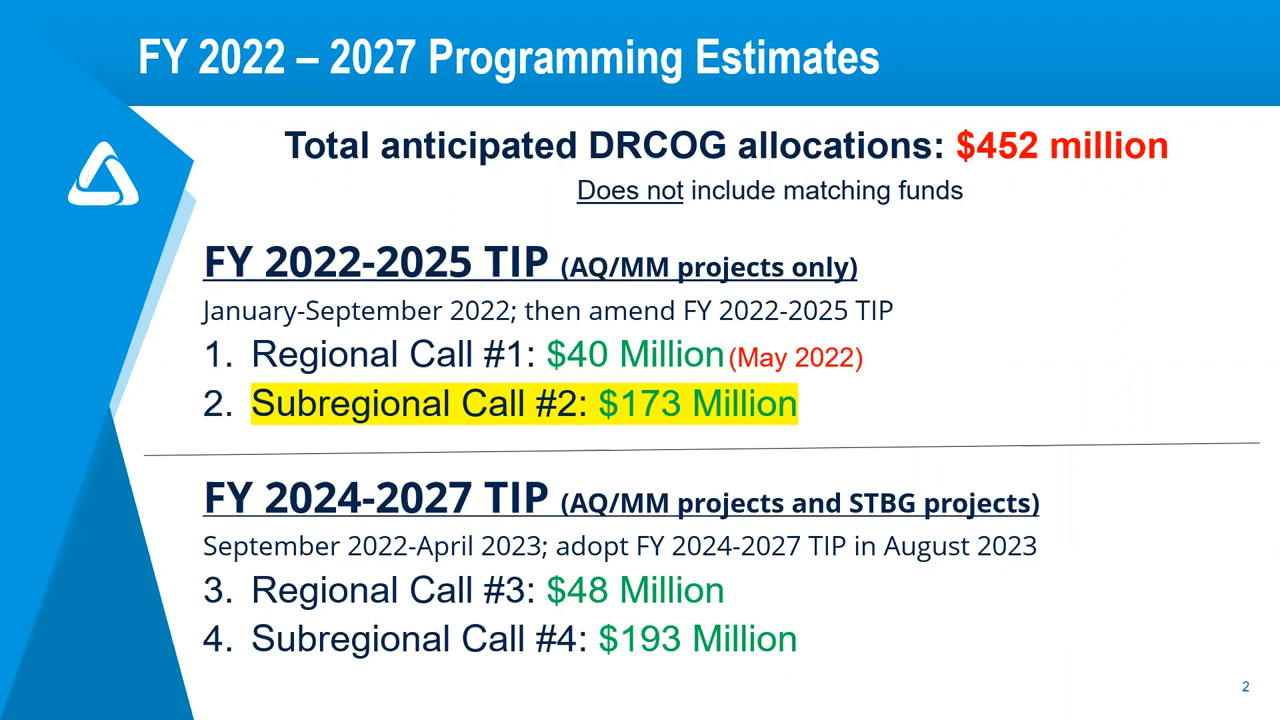 FY 2022 – 2027 Programming Estimates
Total anticipated DRCOG allocations: $452 million
Does not include matching funds
FY 2022-2025 TIP (AQ/MM projects only)
January-September 2022; then amend FY 2022-2025 TIP
1. Regional Call #1: $40 Million (May 2022)
2. Subregional Call #2: $173 Million
FY 2024-2027 TIP (AQ/MM projects and STBG projects)
September 2022-April 2023; adopt FY 2024-2027 TIP in August 2023
3. Regional Call #3: $48 Million
4. Subregional Call #4: $193 Million
2